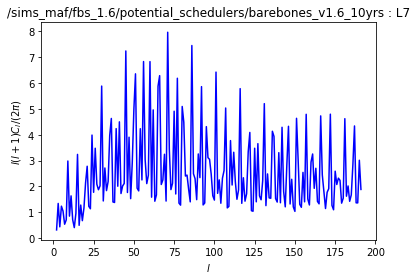 /sims_maf/fbs_1.6/potential_schedulers/barebones_v1.6_10yrs : L7
8
7
6
5
4
3
2
1
0
l(l + 1)C_l/(2π)
0 25 50 75 100 125 150 175 200
l